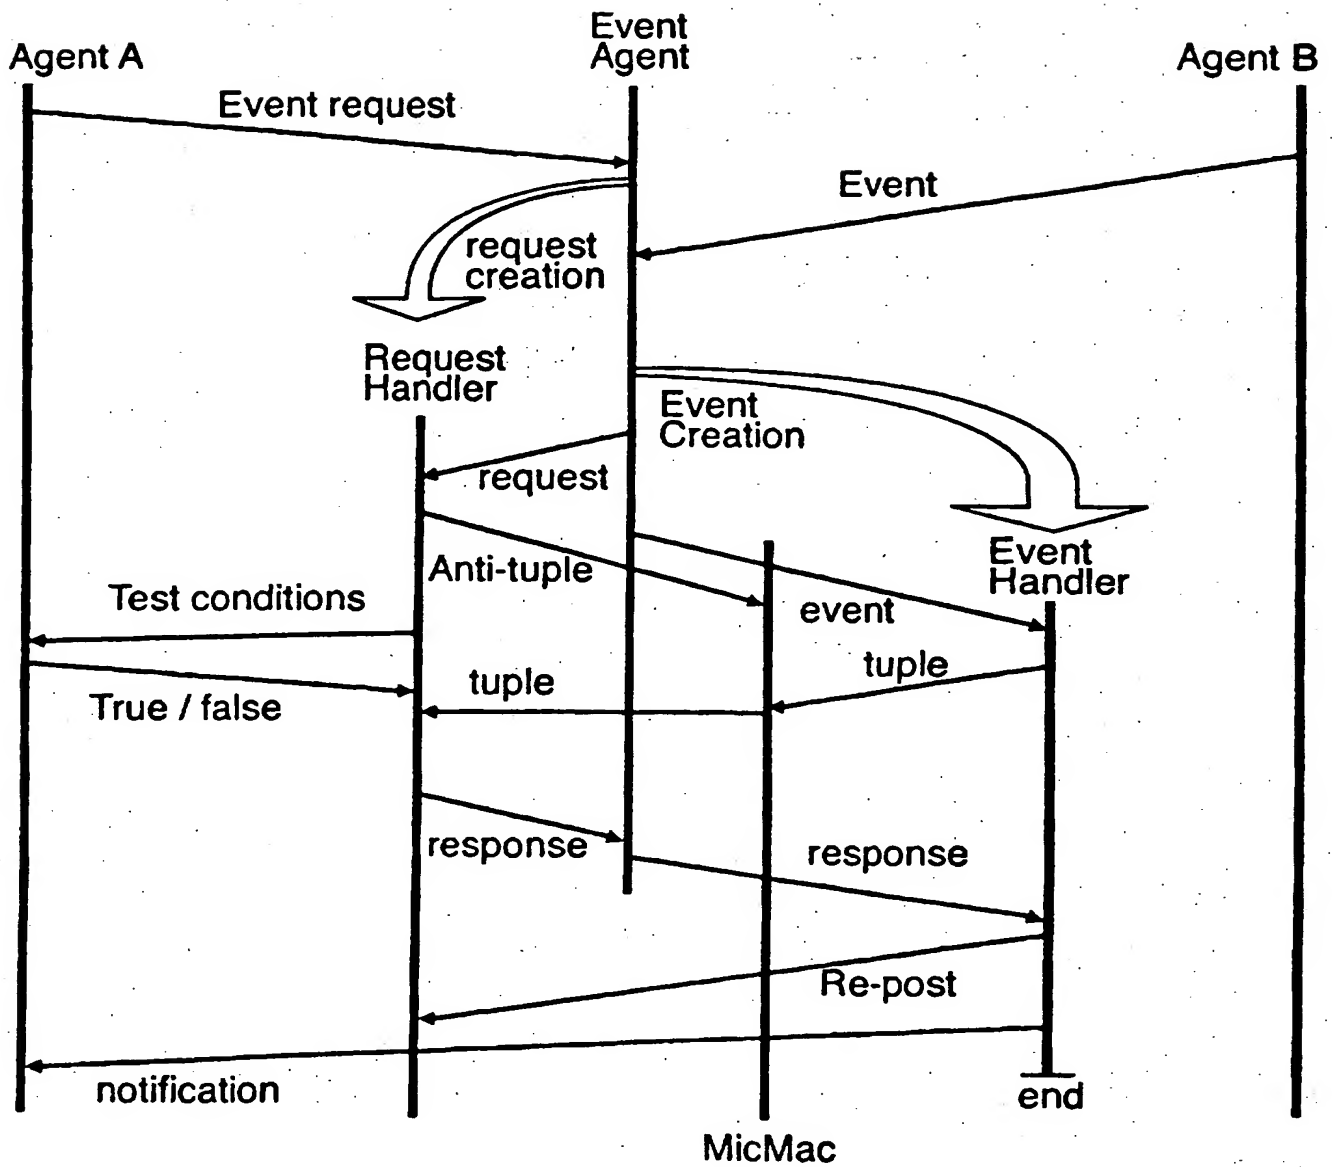 Event
Agent A
Agent
Agent B
Event request
Event
request
creation
Request
Handler
Event
Creation
request
Event
Handler
Anti-tuple
Test conditions
event
tuple
tuple
True / false
response
response
Re-post
notification
end
MicMac